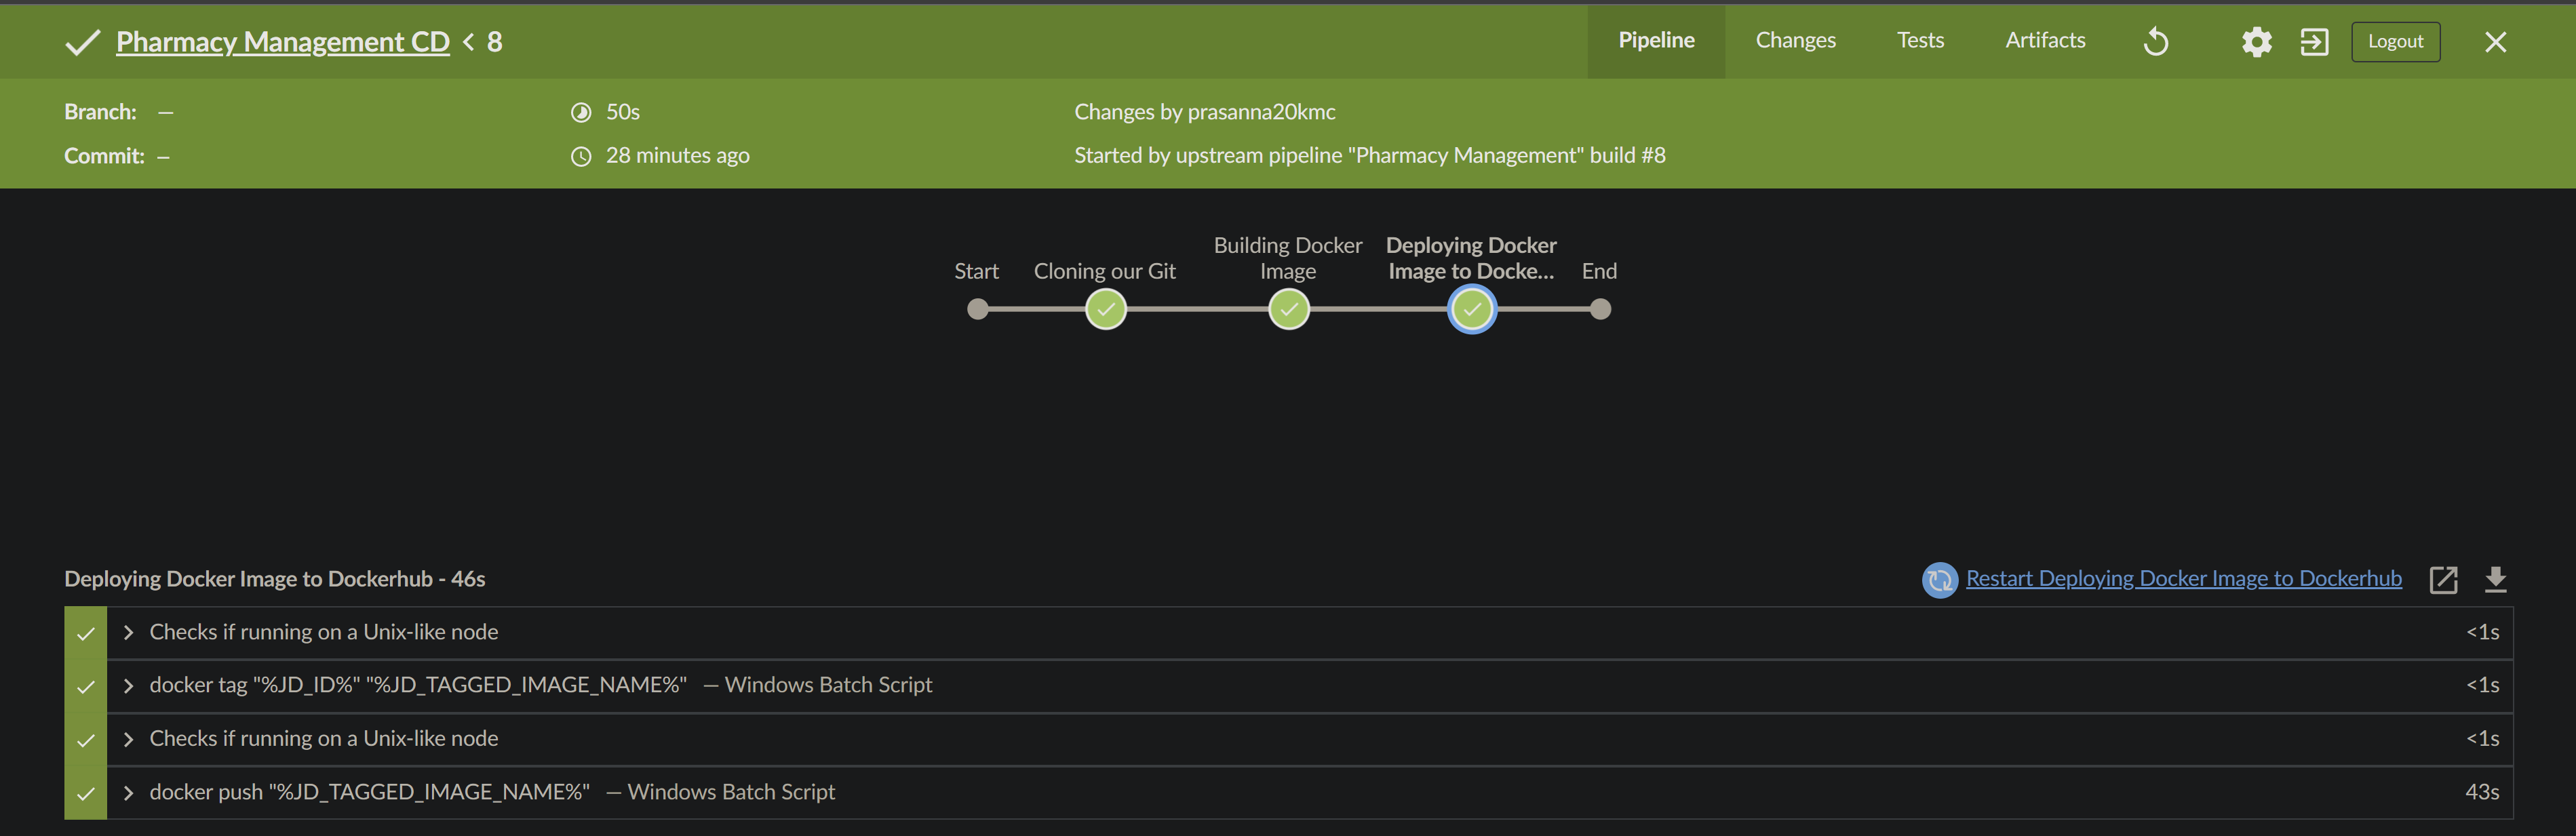 Pharmacy Management CD < 8
Pipeline Changes Tests Artifacts Logout
Branch: —
50s
Changes by prasanna20kmc
Commit: –
28 minutes ago
Started by upstream pipeline "Pharmacy Management" build #8
Start
Cloning our Git
Building Docker
Image
Deploying Docker
Image to Docke...
End
Deploying Docker Image to Dockerhub - 46s
Restart Deploying Docker Image to Dockerhub
Checks if running on a Unix-like node <1s
docker tag "%JD_ID%" "%JD_TAGGED_IMAGE_NAME%" — Windows Batch Script <1s
Checks if running on a Unix-like node <1s
docker push "%JD_TAGGED_IMAGE_NAME%" — Windows Batch Script 43s